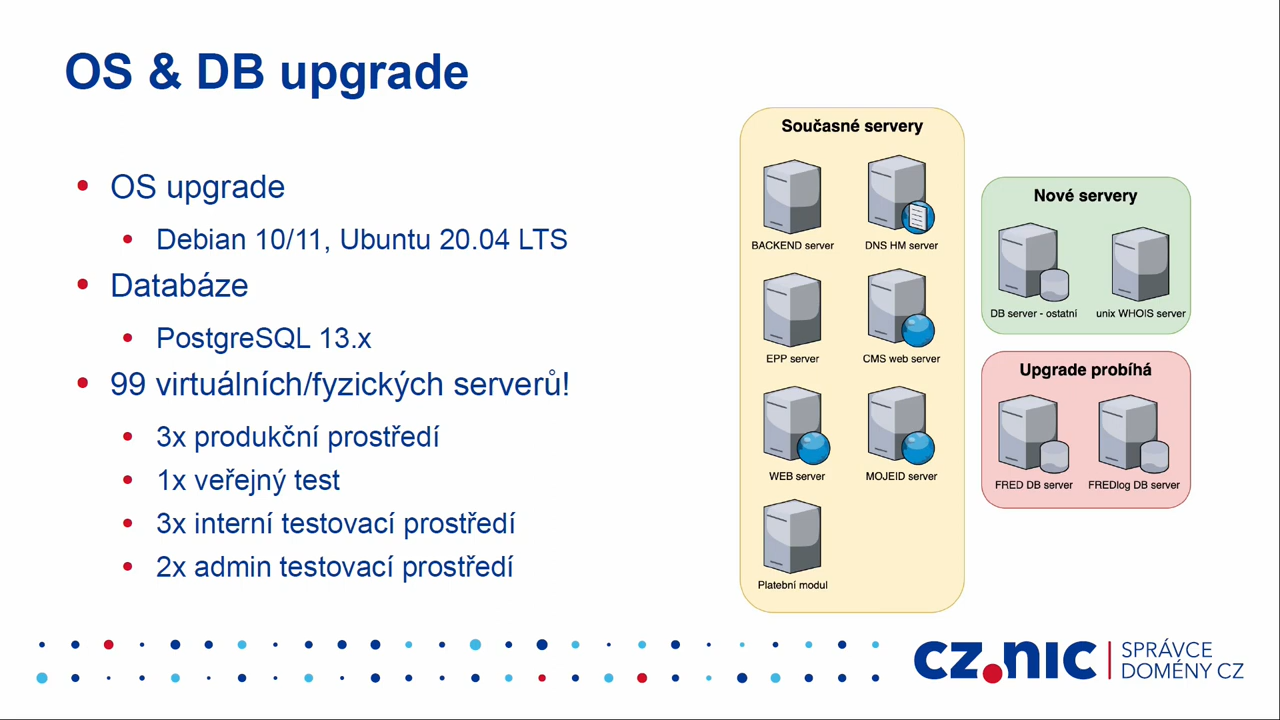 OS & DB upgrade
• OS upgrade
• Debian 10/11, Ubuntu 20.04 LTS
• Databáze
• PostgreSQL 13.x
• 99 virtuálních/fyzických serverů!
• 3x produkční prostředí
• 1x veřejný test
• 3x interní testovací prostředí
• 2x admin testovací prostředí
Současné servery
BACKEND server
DNS HM server
EPP server
CMS web server
WEB server
MOJEID server
Platební modul
Nové servery
DB server - ostatní
unix WHOIS server
Upgrade probíhá
FRED DB server
FREDlog DB server
CZ.NIC
SPRÁVCE
DOMÉNY CZ